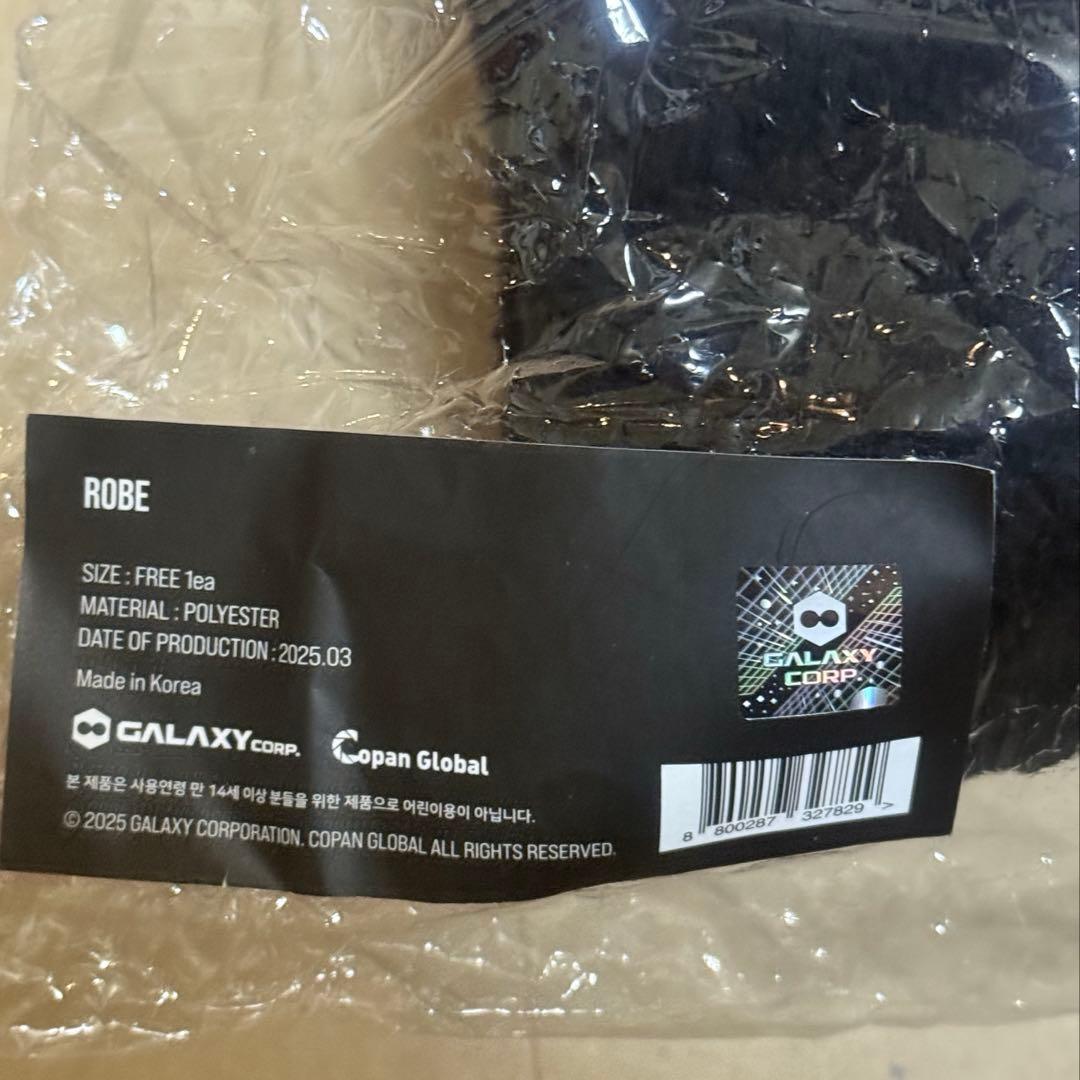 ROBE
SIZE : FREE 1ea
MATERIAL : POLYESTER
DATE OF PRODUCTION : 2025.03
Made in Korea
GALAXY CORP.
Copan Global
본 제품은 사용연령 만 14세 이상 분들을 위한 제품으로 어린이용이 아닙니다.
© 2025 GALAXY CORPORATION. COPAN GLOBAL ALL RIGHTS RESERVED.
GALAXY
CORP.
8 800287 327829 >